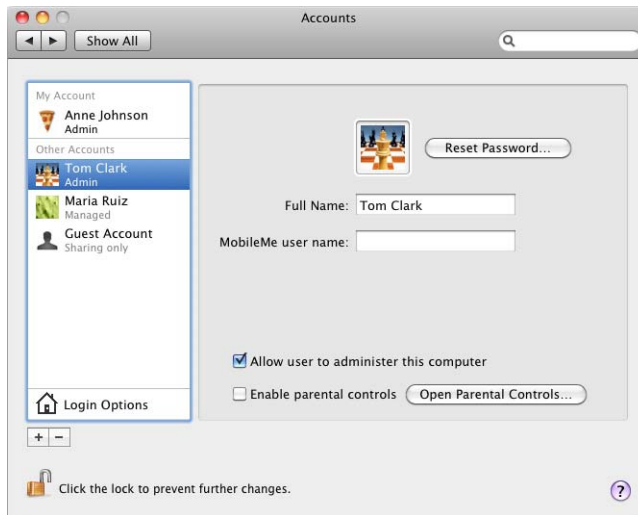 Accounts
Show All
My Account
Anne Johnson
Admin
Other Accounts
Tom Clark
Admin
Maria Ruiz
Managed
Guest Account
Sharing only
Login Options
+ −
Reset Password...
Full Name: Tom Clark
MobileMe user name:
Allow user to administer this computer
Enable parental controls Open Parental Controls...
Click the lock to prevent further changes.
?